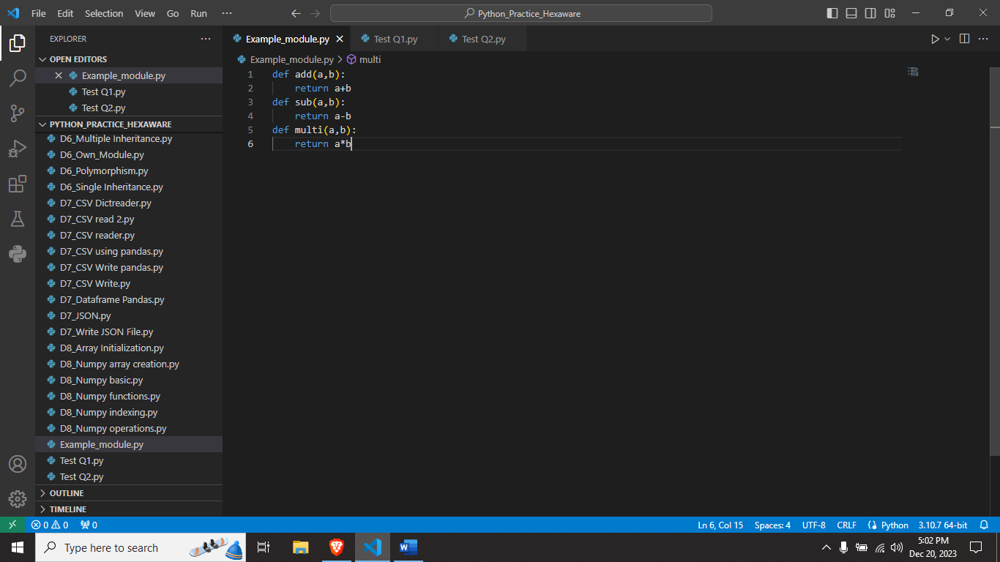 File Edit Selection View Go Run ···
Python_Practice_Hexaware
EXPLORER ···
OPEN EDITORS
Example_module.py
Test Q1.py
Test Q2.py
PYTHON_PRACTICE_HEXAWARE
D6_Multiple Inheritance.py
D6_Own_Module.py
D6_Polymorphism.py
D6_Single Inheritance.py
D7_CSV Dictreader.py
D7_CSV read 2.py
D7_CSV reader.py
D7_CSV using pandas.py
D7_CSV Write pandas.py
D7_CSV Write.py
D7_Dataframe Pandas.py
D7_JSON.py
D7_Write JSON File.py
D8_Array Initialization.py
D8_Numpy array creation.py
D8_Numpy basic.py
D8_Numpy functions.py
D8_Numpy indexing.py
D8_Numpy operations.py
Example_module.py
Test Q1.py
Test Q2.py
OUTLINE
TIMELINE
Example_module.py Test Q1.py Test Q2.py
Example_module.py > multi
1 def add(a,b):
2     return a+b
3 def sub(a,b):
4     return a-b
5 def multi(a,b):
6     return a*b
0 0 0 Ln 6, Col 15 Spaces: 4 UTF-8 CRLF Python 3.10.7 64-bit
Type here to search
5:02 PM
Dec 20, 2023